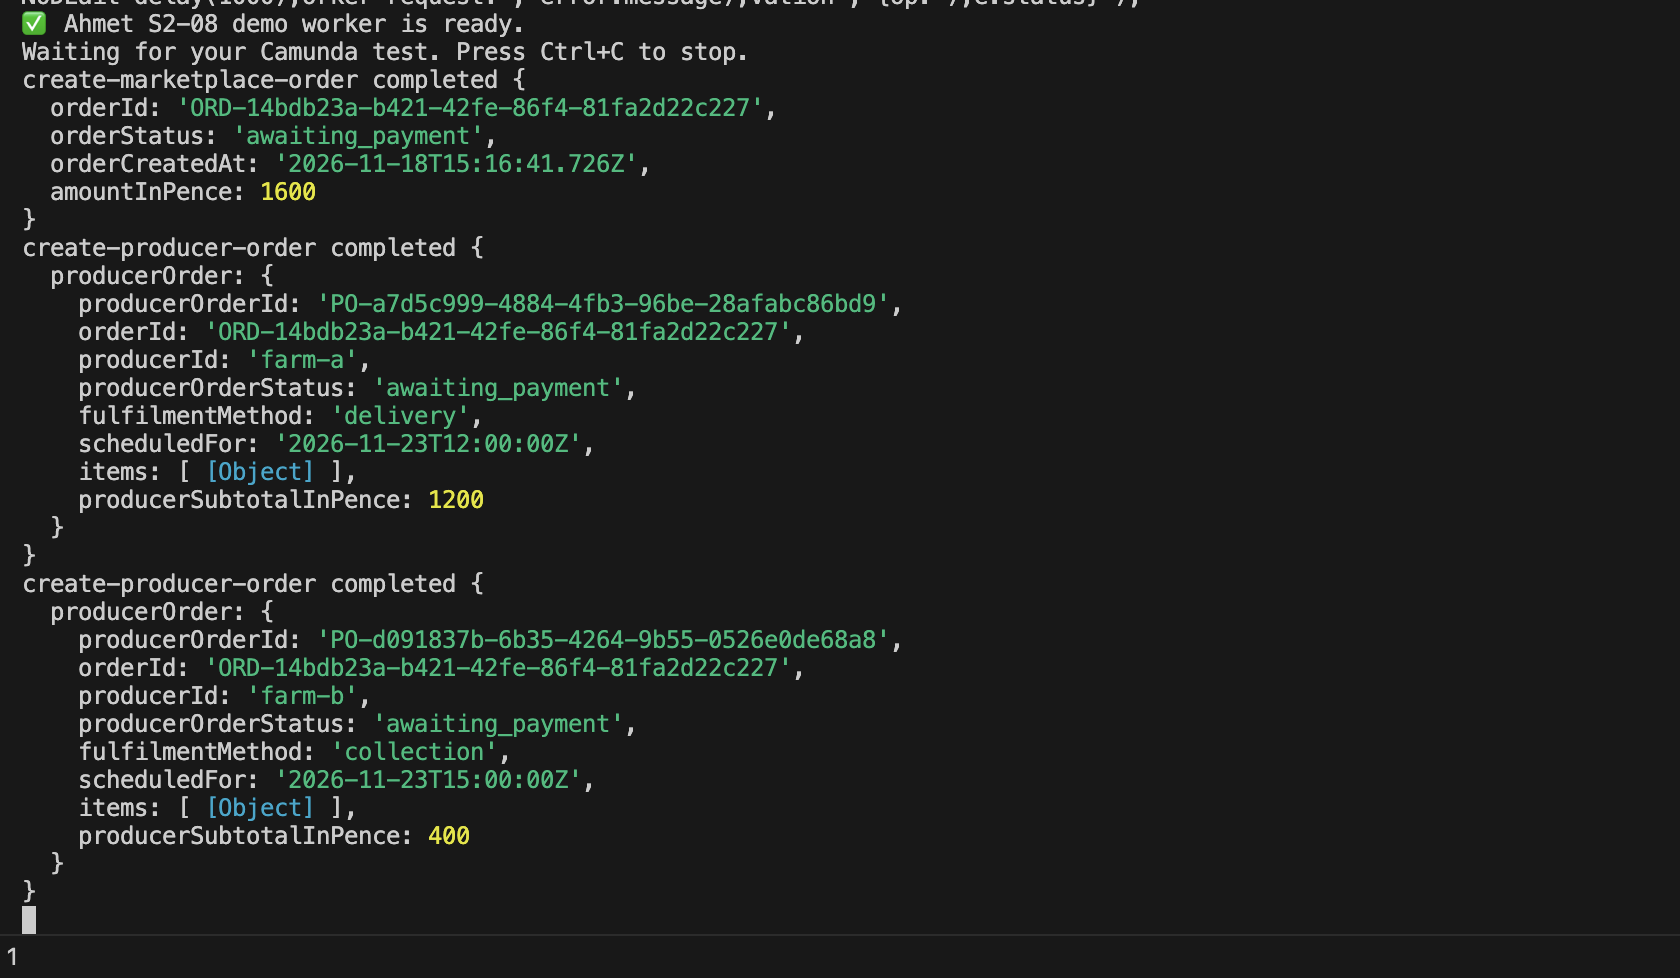 ✅ Ahmet S2-08 demo worker is ready.
Waiting for your Camunda test. Press Ctrl+C to stop.
create-marketplace-order completed {
  orderId: 'ORD-14bdb23a-b421-42fe-86f4-81fa2d22c227',
  orderStatus: 'awaiting_payment',
  orderCreatedAt: '2026-11-18T15:16:41.726Z',
  amountInPence: 1600
}
create-producer-order completed {
  producerOrder: {
    producerOrderId: 'PO-a7d5c999-4884-4fb3-96be-28afabc86bd9',
    orderId: 'ORD-14bdb23a-b421-42fe-86f4-81fa2d22c227',
    producerId: 'farm-a',
    producerOrderStatus: 'awaiting_payment',
    fulfilmentMethod: 'delivery',
    scheduledFor: '2026-11-23T12:00:00Z',
    items: [ [Object] ],
    producerSubtotalInPence: 1200
  }
}
create-producer-order completed {
  producerOrder: {
    producerOrderId: 'PO-d091837b-6b35-4264-9b55-0526e0de68a8',
    orderId: 'ORD-14bdb23a-b421-42fe-86f4-81fa2d22c227',
    producerId: 'farm-b',
    producerOrderStatus: 'awaiting_payment',
    fulfilmentMethod: 'collection',
    scheduledFor: '2026-11-23T15:00:00Z',
    items: [ [Object] ],
    producerSubtotalInPence: 400
  }
}
1